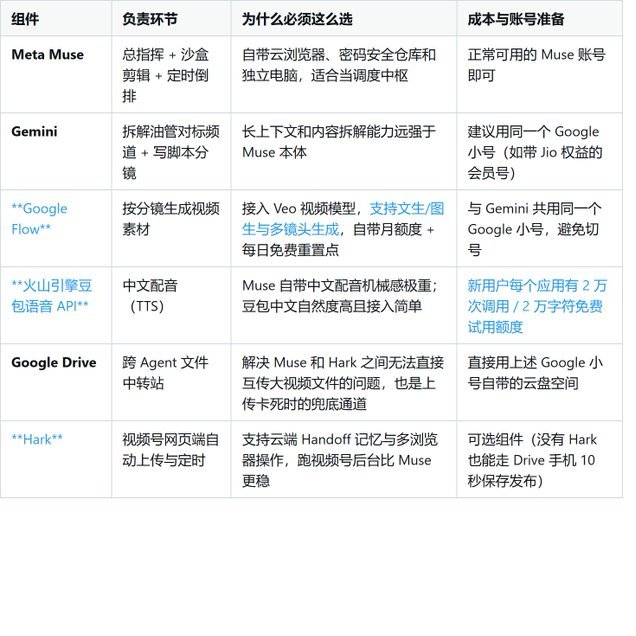 组件
负责环节
为什么必须这么选
成本与账号准备
Meta Muse
总指挥 + 沙盒
剪辑 + 定时倒
排
自带云浏览器、密码安全仓库和
独立电脑，适合当调度中枢
正常可用的 Muse 账号
即可
Gemini
拆解油管对标频
道 + 写脚本分
镜
长上下文和内容拆解能力远强于
Muse 本体
建议用同一个 Google
小号（如带 Jio 权益的
会员号）
**Google
Flow**
按分镜生成视频
素材
接入 Veo 视频模型，支持文生/图
生与多镜头生成，自带月额度 +
每日免费重置点
与 Gemini 共用同一个
Google 小号，避免切
号
**火山引擎豆
包语音 API**
中文配音
（TTS）
Muse 自带中文配音机械感极重；
豆包中文自然度高且接入简单
新用户每个应用有 2 万
次调用 / 2 万字符免费
试用额度
Google Drive
跨 Agent 文件
中转站
解决 Muse 和 Hark 之间无法直接
互传大视频文件的问题，也是上
传卡死时的兜底通道
直接用上述 Google 小
号自带的云盘空间
**Hark**
视频号网页端
自动上传与定时
支持云端 Handoff 记忆与多浏览
器操作，跑视频号后台比 Muse
更稳
可选组件（没有 Hark
也能走 Drive 手机 10
秒保存发布）